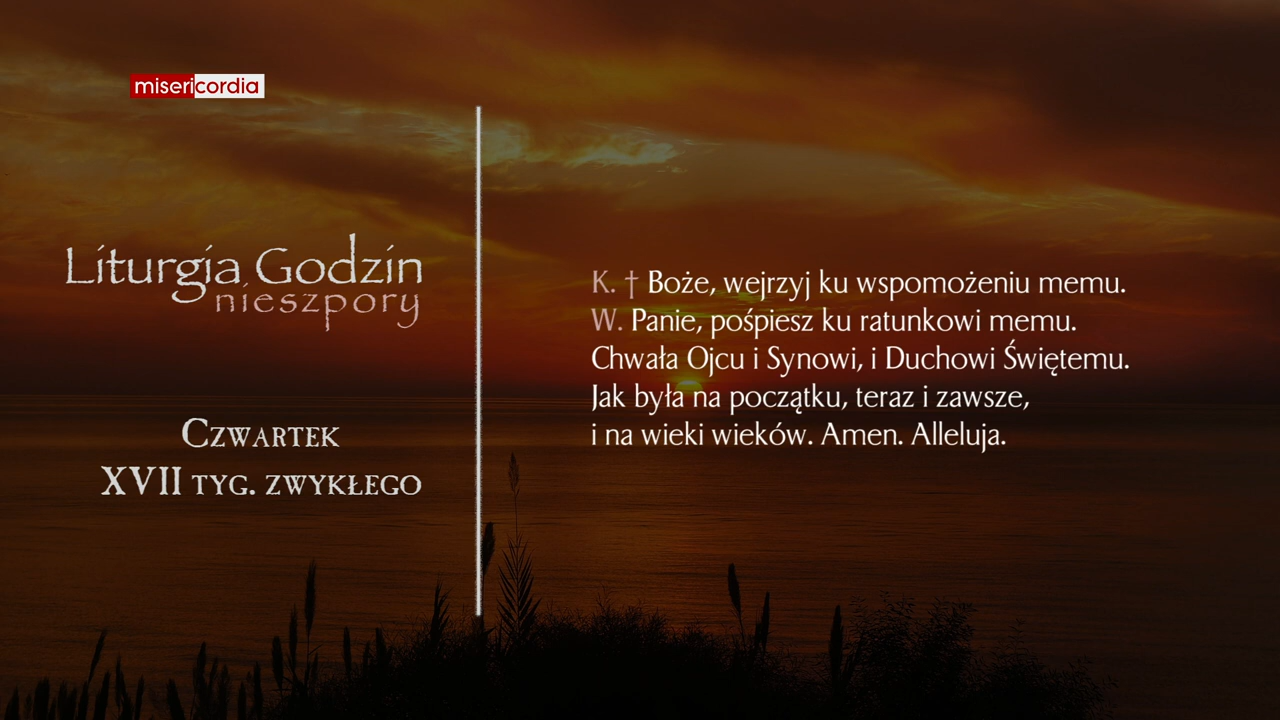 misericordia
Liturgia Godzin
nieszpory
Czwartek
XVII tyg. zwykłego
K. † Boże, wejrzyj ku wspomożeniu memu.
W. Panie, pośpiesz ku ratunkowi memu.
Chwała Ojcu i Synowi, i Duchowi Świętemu.
Jak była na początku, teraz i zawsze,
i na wieki wieków. Amen. Alleluja.